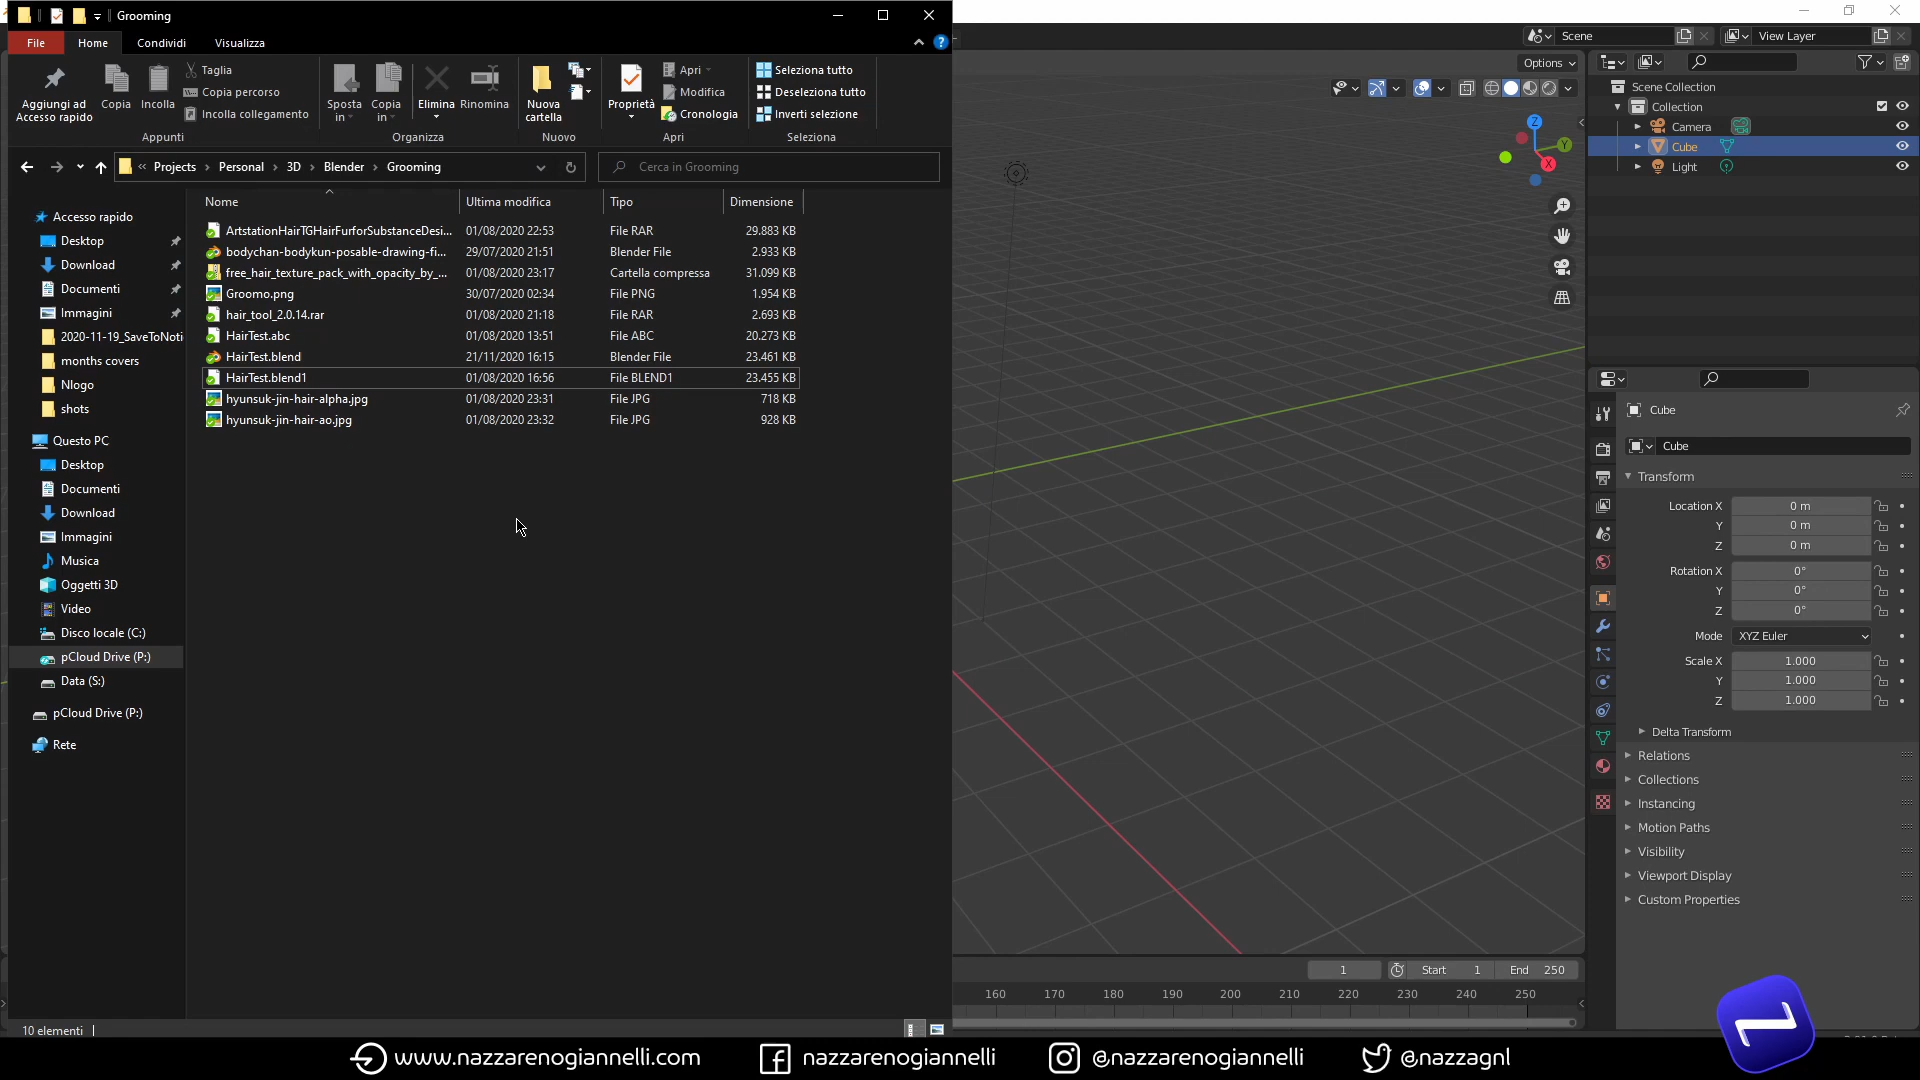 Grooming
File Home Condividi Visualizza
Aggiungi ad Accesso rapido
Copia
Incolla
Taglia
Copia percorso
Incolla collegamento
Sposta in
Copia in
Elimina
Rinomina
Nuova cartella
Proprietà
Apri
Modifica
Cronologia
Seleziona tutto
Deseleziona tutto
Inverti selezione
Appunti Organizza Nuovo Apri Seleziona
« Projects › Personal › 3D › Blender › Grooming
Cerca in Grooming
Nome Ultima modifica Tipo Dimensione
ArtstationHairTGHairFurforSubstanceDesi... 01/08/2020 22:53 File RAR 29.883 KB
bodychan-bodykun-posable-drawing-fi... 29/07/2020 21:51 Blender File 2.933 KB
free_hair_texture_pack_with_opacity_by_... 01/08/2020 23:17 Cartella compressa 31.099 KB
Groomo.png 30/07/2020 02:34 File PNG 1.954 KB
hair_tool_2.0.14.rar 01/08/2020 21:18 File RAR 2.693 KB
HairTest.abc 01/08/2020 13:51 File ABC 20.273 KB
HairTest.blend 21/11/2020 16:15 Blender File 23.461 KB
HairTest.blend1 01/08/2020 16:56 File BLEND1 23.455 KB
hyunsuk-jin-hair-alpha.jpg 01/08/2020 23:31 File JPG 718 KB
hyunsuk-jin-hair-ao.jpg 01/08/2020 23:32 File JPG 928 KB
Accesso rapido
Desktop
Download
Documenti
Immagini
2020-11-19_SaveToNoti
months covers
Nlogo
shots
Questo PC
Desktop
Documenti
Download
Immagini
Musica
Oggetti 3D
Video
Disco locale (C:)
pCloud Drive (P:)
Data (S:)
pCloud Drive (P:)
Rete
10 elementi
Scene
View Layer
Options
Z
Y
X
Scene Collection
Collection
Camera
Cube
Light
Cube
Cube
Transform
Location X 0 m
Y 0 m
Z 0 m
Rotation X 0°
Y 0°
Z 0°
Mode XYZ Euler
Scale X 1.000
Y 1.000
Z 1.000
Delta Transform
Relations
Collections
Instancing
Motion Paths
Visibility
Viewport Display
Custom Properties
1 Start 1 End 250
160 170 180 190 200 210 220 230 240 250
www.nazzarenogiannelli.com nazzarenogiannelli @nazzarenogiannelli @nazzagnl